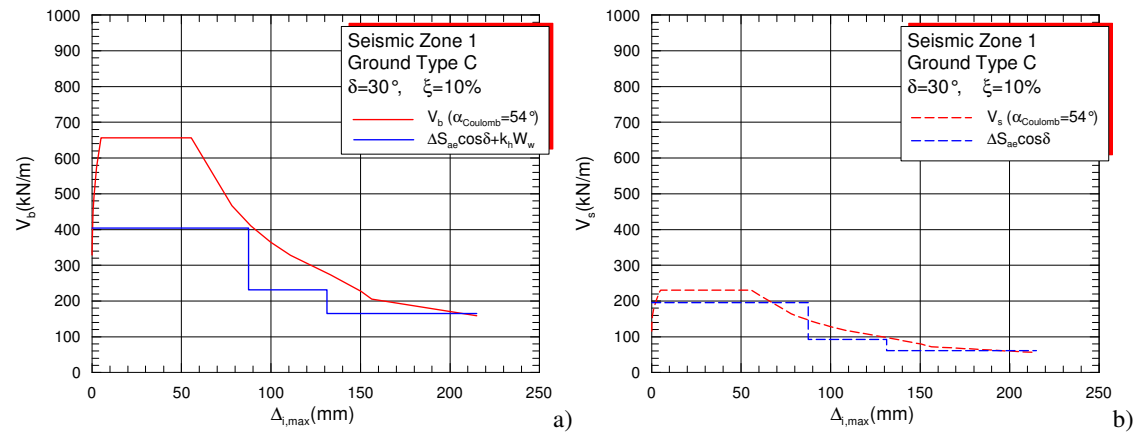 1000
900
800
700
600
500
400
300
200
100
0
V_b(kN/m)
Seismic Zone 1
Ground Type C
δ=30°, ξ=10%
V_b (α_Coulomb=54°)
ΔS_ae cosδ+k_hW_w
0 50 100 150 200 250
Δ_i,max(mm)
a)
1000
900
800
700
600
500
400
300
200
100
0
V_s(kN/m)
Seismic Zone 1
Ground Type C
δ=30°, ξ=10%
V_s (α_Coulomb=54°)
ΔS_ae cosδ
0 50 100 150 200 250
Δ_i,max(mm)
b)